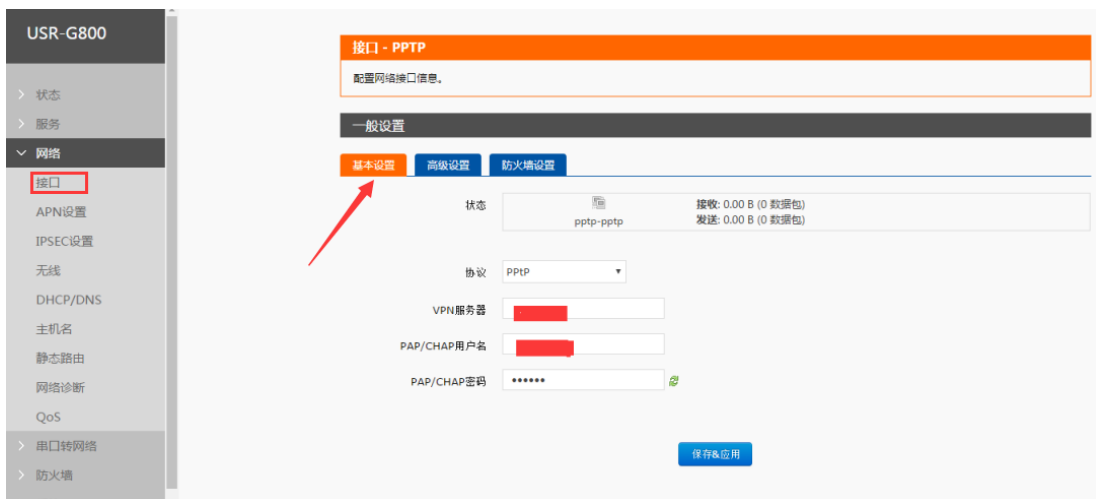 USR-G800
状态
服务
网络
接口
APN设置
IPSEC设置
无线
DHCP/DNS
主机名
静态路由
网络诊断
QoS
串口转网络
防火墙
接口 - PPTP
配置网络接口信息。
一般设置
基本设置 高级设置 防火墙设置
状态
pptp-pptp
接收: 0.00 B (0 数据包)
发送: 0.00 B (0 数据包)
协议 PPtP
VPN服务器
PAP/CHAP用户名
PAP/CHAP密码 ••••••
保存&应用